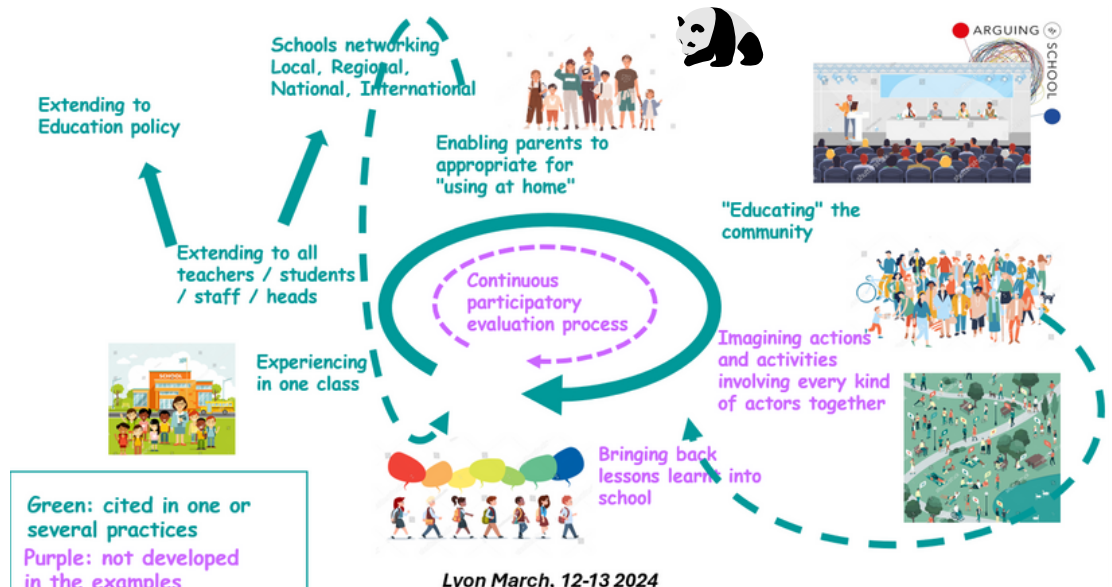 Schools networking
Local, Regional,
National, International
ARGUING
SCHOOL
Extending to
Education policy
Enabling parents to
appropriate for
"using at home"
"Educating" the
community
Extending to all
teachers / students
/ staff / heads
Continuous
participatory
evaluation process
Imagining actions
and activities
involving every kind
of actors together
SCHOOL
Experiencing
in one class
Bringing back
lessons learnt into
school
Green: cited in one or
several practices
Purple: not developed
in the examples
Lyon March, 12-13 2024